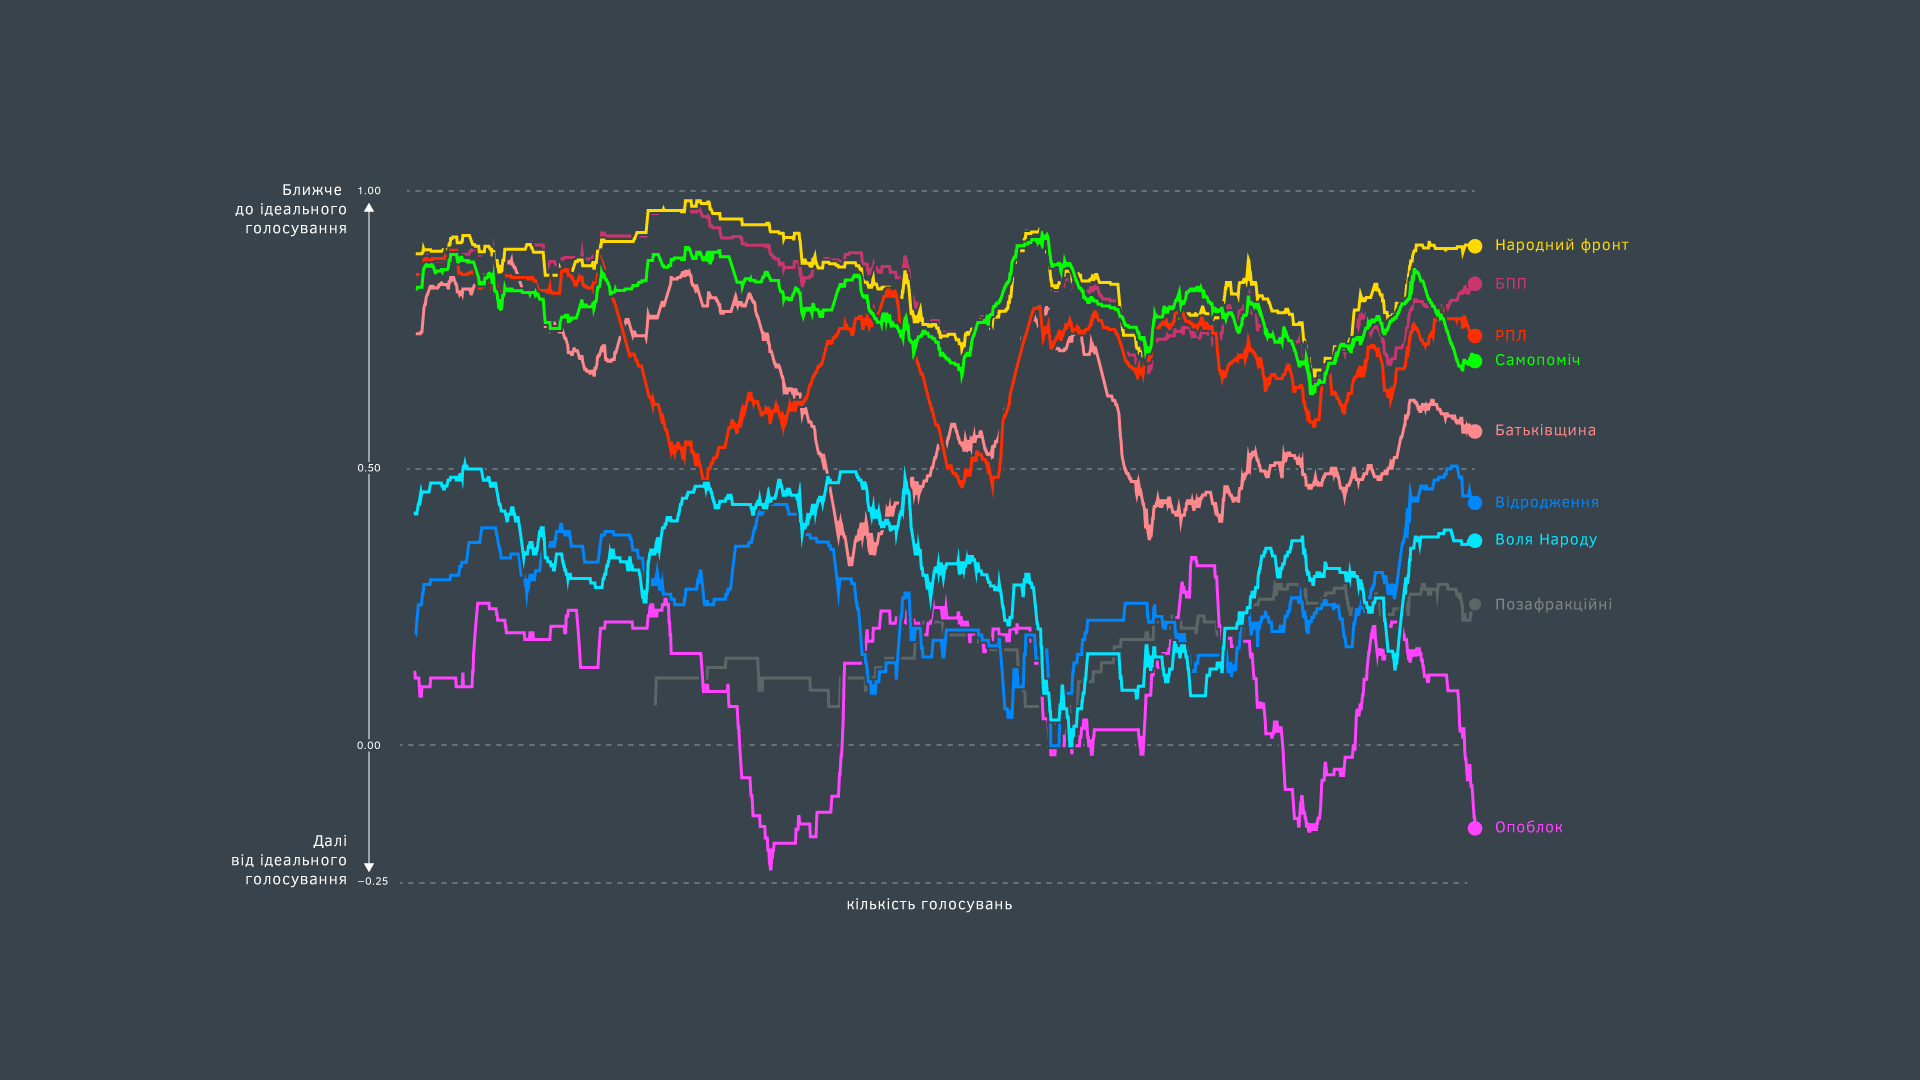 Ближче
до ідеального
голосування
1.00
0.50
0.00
Далі
від ідеального
голосування
−0.25
кількість голосувань
Народний фронт
БПП
РПЛ
Самопоміч
Батьківщина
Відродження
Воля Народу
Позафракційні
Опоблок